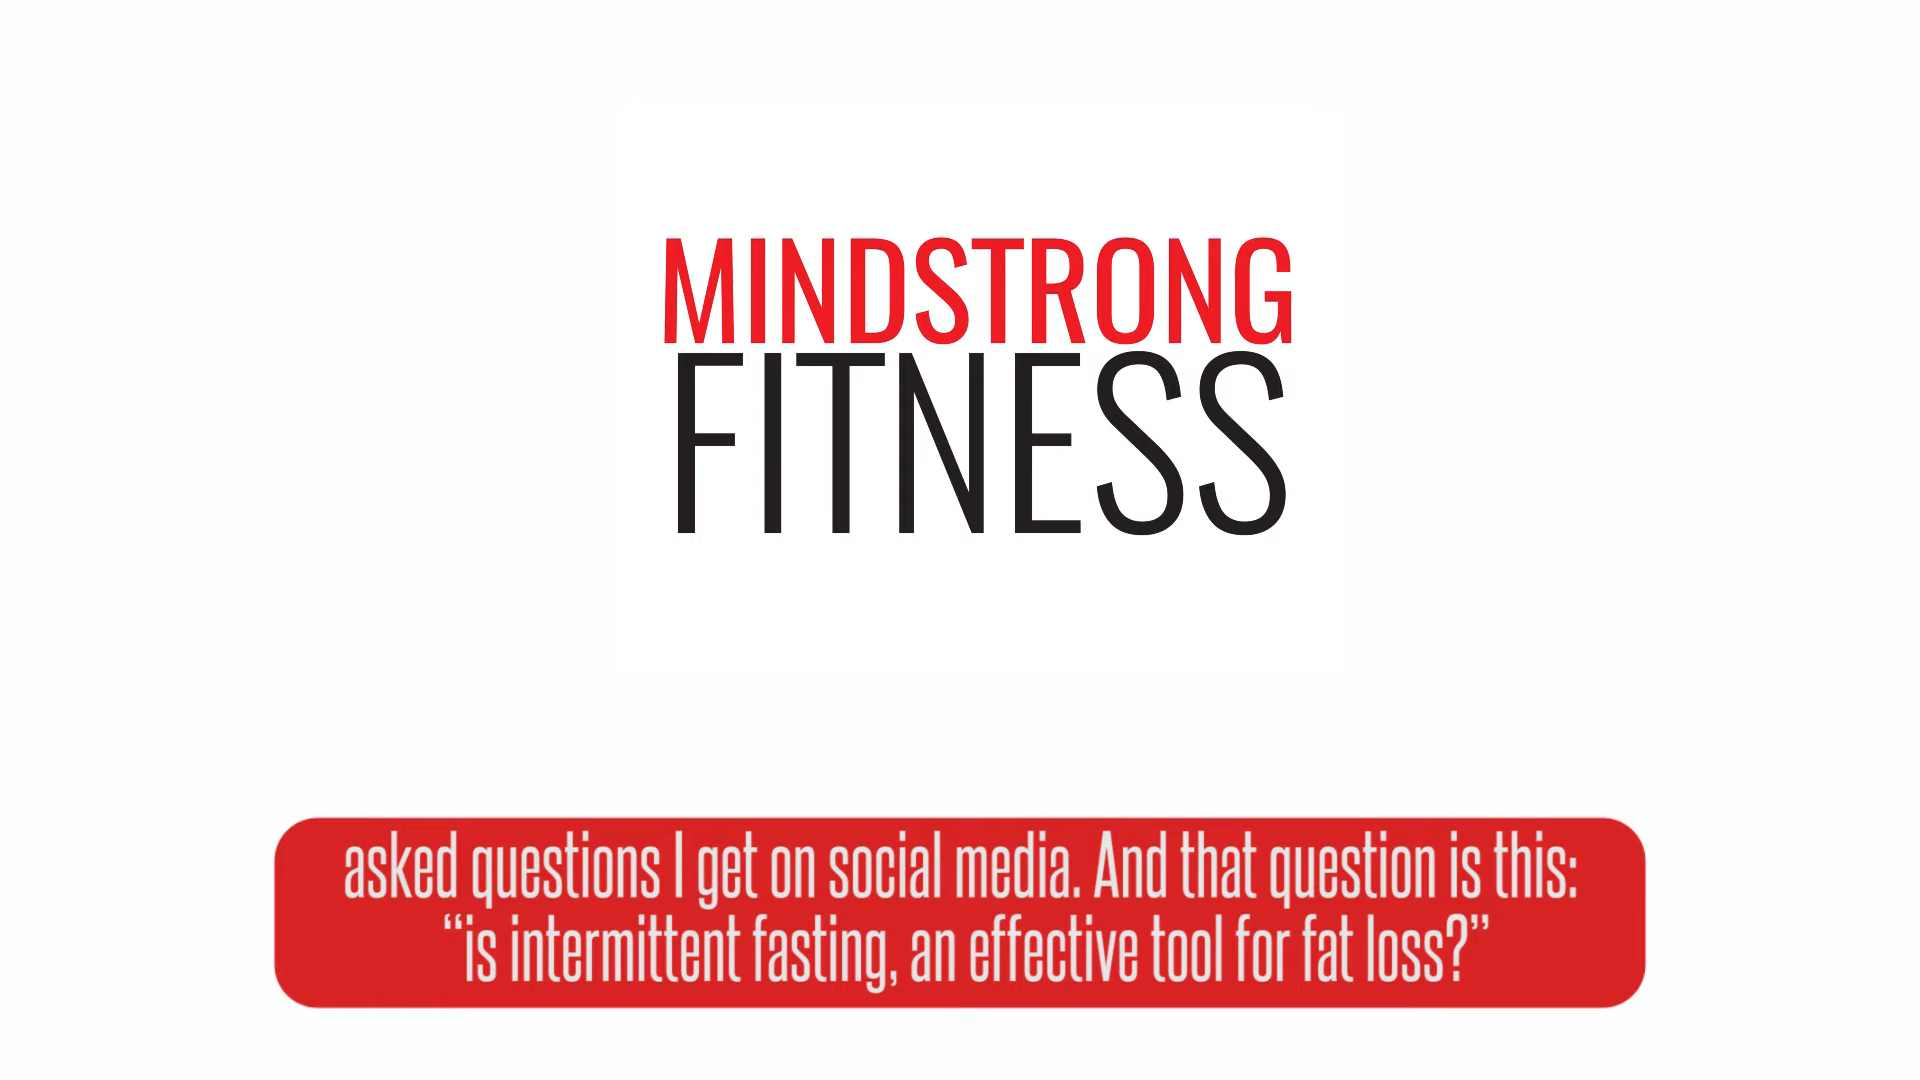 MINDSTRONG
FITNESS
asked questions I get on social media. And that question is this:
“is intermittent fasting, an effective tool for fat loss?”